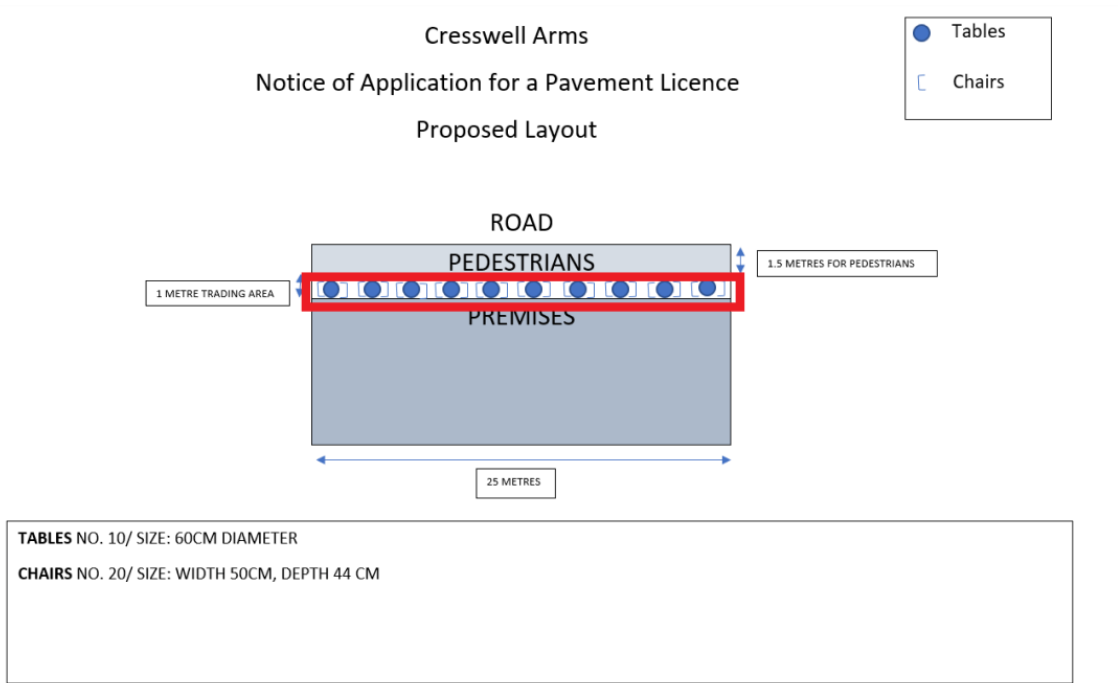 Cresswell Arms
Notice of Application for a Pavement Licence
Proposed Layout
Tables
Chairs
ROAD
PEDESTRIANS
1.5 METRES FOR PEDESTRIANS
1 METRE TRADING AREA
PREMISES
25 METRES
TABLES NO. 10/ SIZE: 60CM DIAMETER
CHAIRS NO. 20/ SIZE: WIDTH 50CM, DEPTH 44 CM